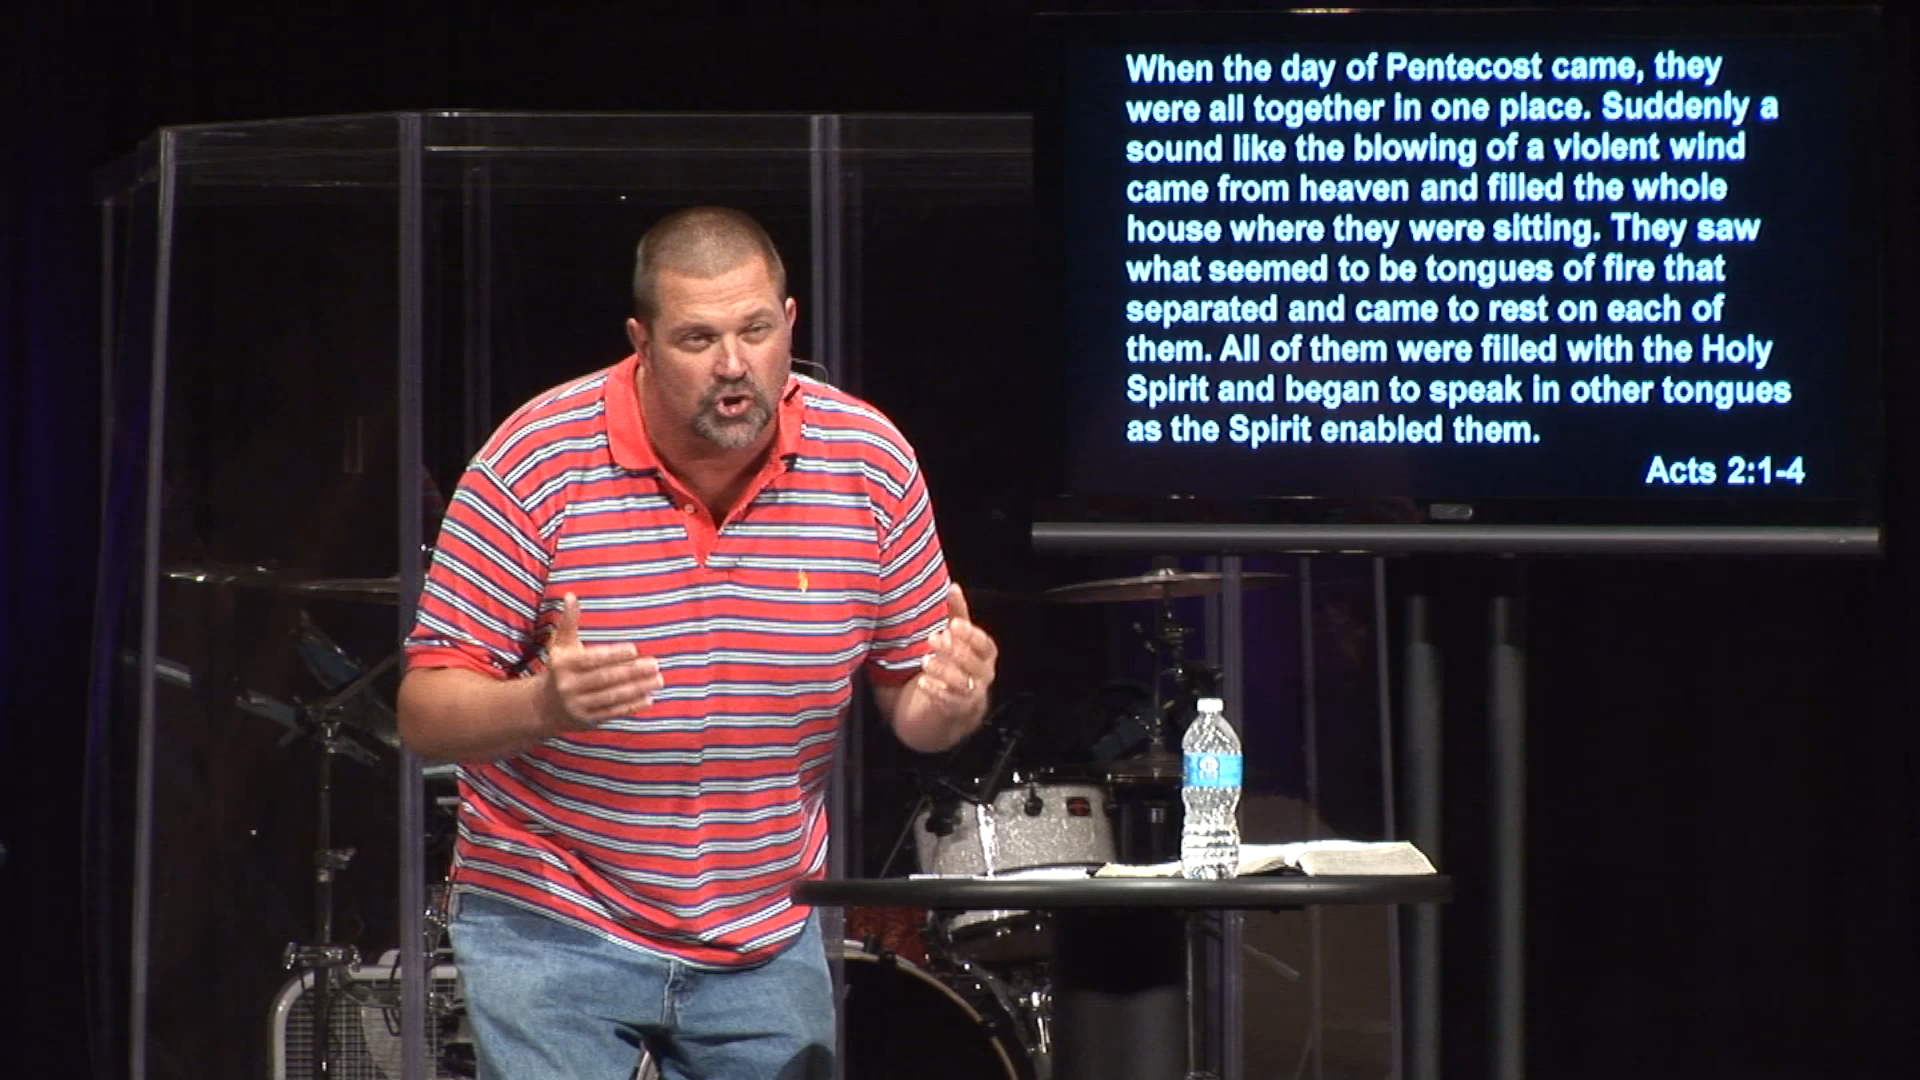 When the day of Pentecost came, they
were all together in one place. Suddenly a
sound like the blowing of a violent wind
came from heaven and filled the whole
house where they were sitting. They saw
what seemed to be tongues of fire that
separated and came to rest on each of
them. All of them were filled with the Holy
Spirit and began to speak in other tongues
as the Spirit enabled them.
Acts 2:1-4